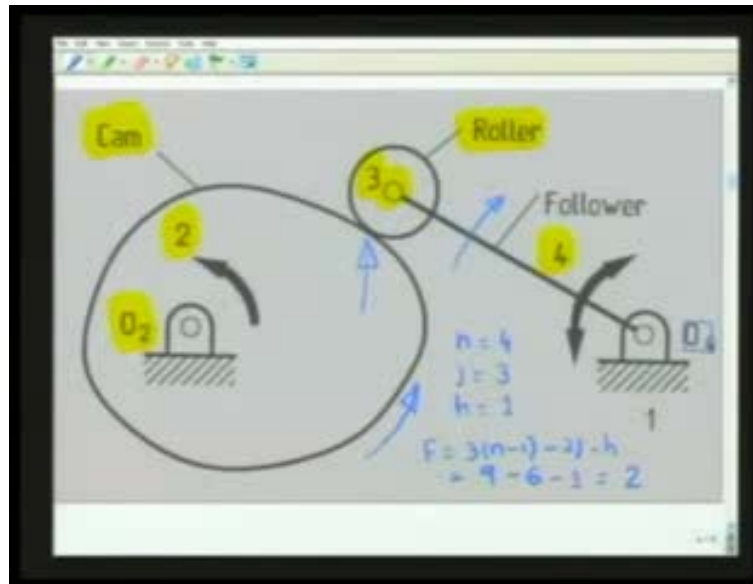 Cam
Roller
3
2
Follower
4
O2
O4
n = 4
j = 3
h = 1
1
F = 3(n-1) - 2j - h
= 9 - 6 - 1 = 2